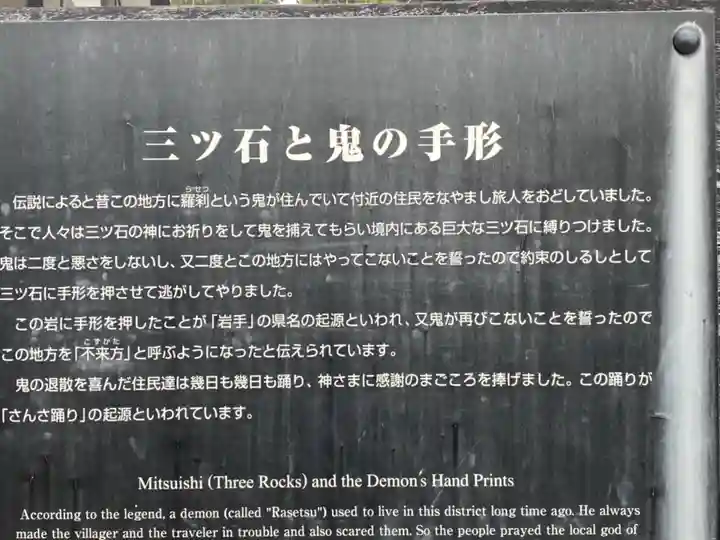 三ツ石と鬼の手形
らせつ
伝説によると昔この地方に羅刹という鬼が住んでいて付近の住民をなやまし旅人をおどしていました。
そこで人々は三ツ石の神にお祈りをして鬼を捕えてもらい境内にある巨大な三ツ石に縛りつけました。
鬼は二度と悪さをしないし、又二度とこの地方にはやってこないことを誓ったので約束のしるしとして
三ツ石に手形を押させて逃がしてやりました。
この岩に手形を押したことが「岩手」の県名の起源といわれ、又鬼が再びこないことを誓ったので
こずかた
この地方を「不来方」と呼ぶようになったと伝えられています。
鬼の退散を喜んだ住民達は幾日も幾日も踊り、神さまに感謝のまごころを捧げました。この踊りが
「さんさ踊り」の起源といわれています。
Mitsuishi (Three Rocks) and the Demon's Hand Prints
According to the legend, a demon (called "Rasetsu") used to live in this district long time ago. He always
made the villager and the traveler in trouble and also scared them. So the people prayed the local god of